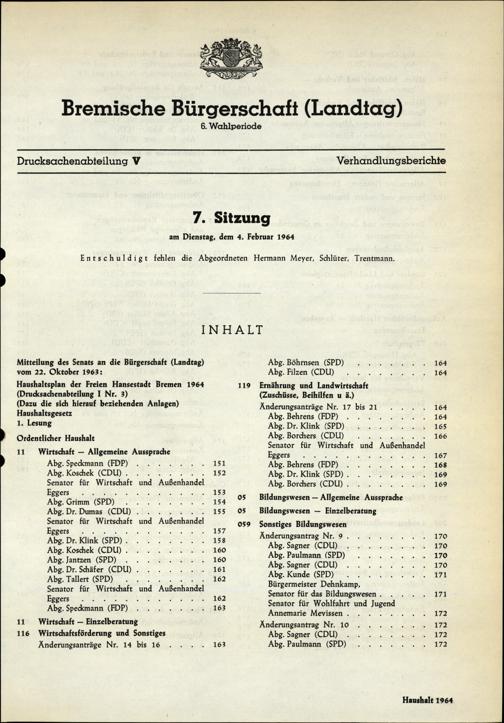 Bremische Bürgerschaft (Landtag)
6. Wahlperiode
Drucksachenabteilung V
Verhandlungsberichte
7. Sitzung
am Dienstag, dem 4. Februar 1964
Entschuldigt fehlen die Abgeordneten Hermann Meyer, Schlüter, Trentmann.
INHALT
Mitteilung des Senats an die Bürgerschaft (Landtag)
vom 22. Oktober 1963:
Haushaltsplan der Freien Hansestadt Bremen 1964
(Drucksachenabteilung I Nr. 3)
(Dazu die sich hierauf beziehenden Anlagen)
Haushaltsgesetz
1. Lesung
Ordentlicher Haushalt
11 Wirtschaft — Allgemeine Aussprache
Abg. Speckmann (FDP) . . . . . . . 151
Abg. Koschek (CDU) . . . . . . . . 152
Senator für Wirtschaft und Außenhandel
Eggers . . . . . . . . . . . . 153
Abg. Grimm (SPD) . . . . . . . . 154
Abg. Dr. Dumas (CDU) . . . . . . . 155
Senator für Wirtschaft und Außenhandel
Eggers . . . . . . . . . . . . 157
Abg. Dr. Klink (SPD) . . . . . . . . 158
Abg. Koschek (CDU) . . . . . . . . 160
Abg. Jantzen (SPD) . . . . . . . . 160
Abg. Dr. Schäfer (CDU) . . . . . . . 161
Abg. Tallert (SPD) . . . . . . . . 162
Senator für Wirtschaft und Außenhandel
Eggers . . . . . . . . . . . . 162
Abg. Speckmann (FDP) . . . . . . . 163
11 Wirtschaft — Einzelberatung
116 Wirtschaftsförderung und Sonstiges
Änderungsanträge Nr. 14 bis 16 . . . . 163
Abg. Böhrnsen (SPD) . . . . . . . 164
Abg. Filzen (CDU) . . . . . . . . 164
119 Ernährung und Landwirtschaft
(Zuschüsse, Beihilfen u ä.)
Änderungsanträge Nr. 17 bis 21 . . . . 164
Abg. Behrens (FDP) . . . . . . . . 164
Abg. Dr. Klink (SPD) . . . . . . . . 165
Abg. Borchers (CDU) . . . . . . . . 166
Senator für Wirtschaft und Außenhandel
Eggers . . . . . . . . . . . . 167
Abg. Behrens (FDP) . . . . . . . . 168
Abg. Dr. Klink (SPD) . . . . . . . . 169
Abg. Borchers (CDU) . . . . . . . . 169
05 Bildungswesen — Allgemeine Aussprache
05 Bildungswesen — Einzelberatung
059 Sonstiges Bildungswesen
Änderungsantrag Nr. 9 . . . . . . . . 170
Abg. Sagner (CDU) . . . . . . . . 170
Abg. Paulmann (SPD) . . . . . . . 170
Abg. Sagner (CDU) . . . . . . . . 170
Abg. Kunde (SPD) . . . . . . . . 171
Bürgermeister Dehnkamp,
Senator für das Bildungswesen . . . . . 171
Senator für Wohlfahrt und Jugend
Annemarie Mevissen . . . . . . . . 172
Änderungsantrag Nr. 10 . . . . . . . 172
Abg. Sagner (CDU) . . . . . . . . 172
Abg. Paulmann (SPD) . . . . . . . 172
Haushalt 1964